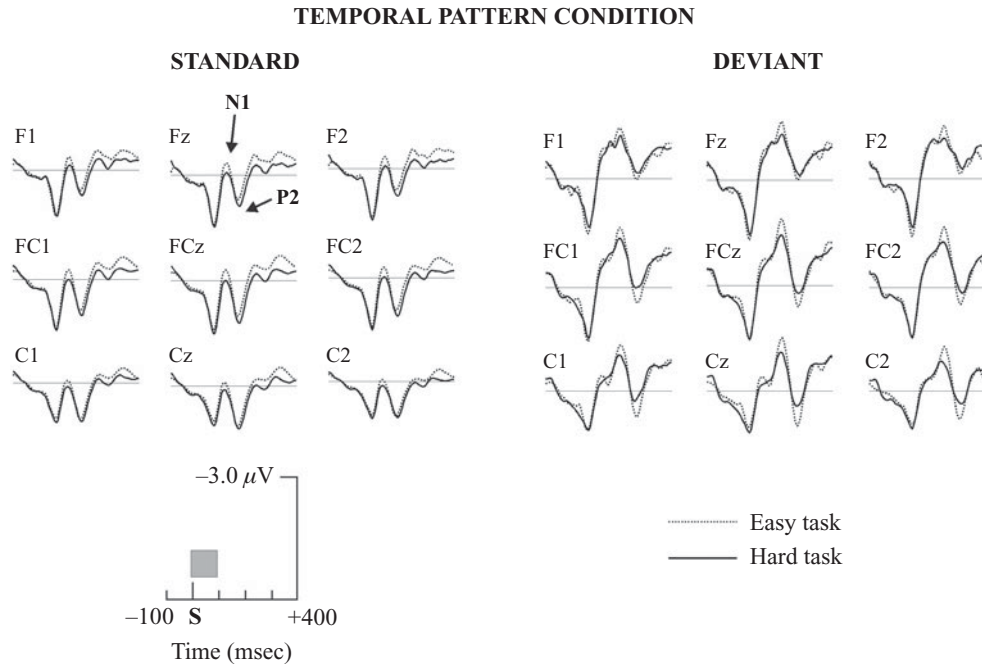 TEMPORAL PATTERN CONDITION
STANDARD
DEVIANT
N1
F1
Fz
F2
P2
FC1
FCz
FC2
C1
Cz
C2
F1
Fz
F2
FC1
FCz
FC2
C1
Cz
C2
–3.0 μV
–100 S +400
Time (msec)
Easy task
Hard task